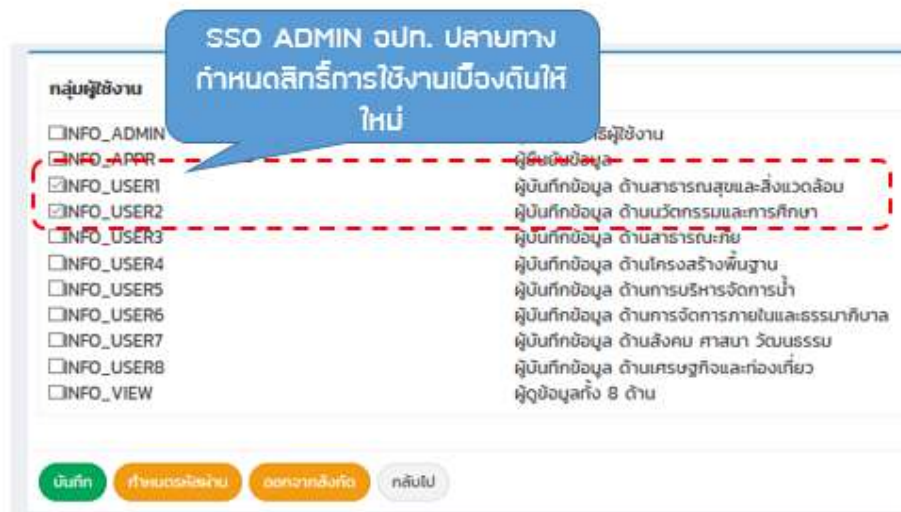 SSO ADMIN อปท. ปลายทาง
กำหนดสิทธิ์การใช้งานเบื้องต้นให้
ใหม่
กลุ่มผู้ใช้งาน
INFO_ADMIN ผู้ใช้งาน
INFO_APPR ผู้ยืนยันข้อมูล
INFO_USER1 ผู้บันทึกข้อมูล ด้านสาธารณสุขและสิ่งแวดล้อม
INFO_USER2 ผู้บันทึกข้อมูล ด้านนวัตกรรมและการศึกษา
INFO_USER3 ผู้บันทึกข้อมูล ด้านสาธารณะภัย
INFO_USER4 ผู้บันทึกข้อมูล ด้านโครงสร้างพื้นฐาน
INFO_USER5 ผู้บันทึกข้อมูล ด้านการบริหารจัดการน้ำ
INFO_USER6 ผู้บันทึกข้อมูล ด้านการจัดการภายในและธรรมาภิบาล
INFO_USER7 ผู้บันทึกข้อมูล ด้านสังคม ศาสนา วัฒนธรรม
INFO_USER8 ผู้บันทึกข้อมูล ด้านเศรษฐกิจและท่องเที่ยว
INFO_VIEW ผู้ดูข้อมูลทั้ง 8 ด้าน
บันทึก กำหนดรหัสผ่าน ออกจากสังกัด กลับไป